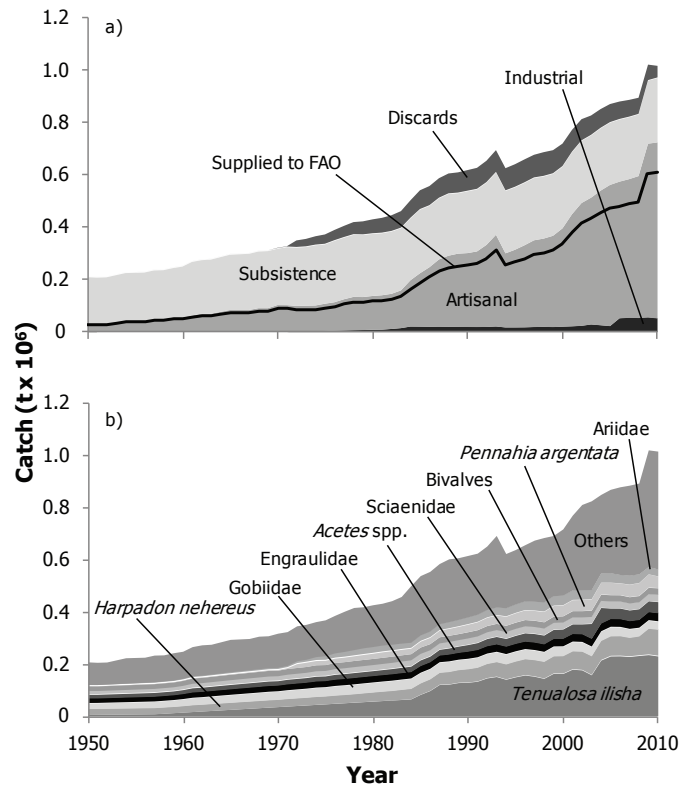 a)
1.2
1.0
0.8
0.6
0.4
0.2
0
Industrial
Discards
Supplied to FAO
Subsistence
Artisanal
Catch (t x 10⁶)
b)
1.2
1.0
0.8
0.6
0.4
0.2
0
Ariidae
Pennahia argentata
Bivalves
Sciaenidae
Others
Acetes spp.
Engraulidae
Gobiidae
Harpadon nehereus
Tenualosa ilisha
1950 1960 1970 1980 1990 2000 2010
Year